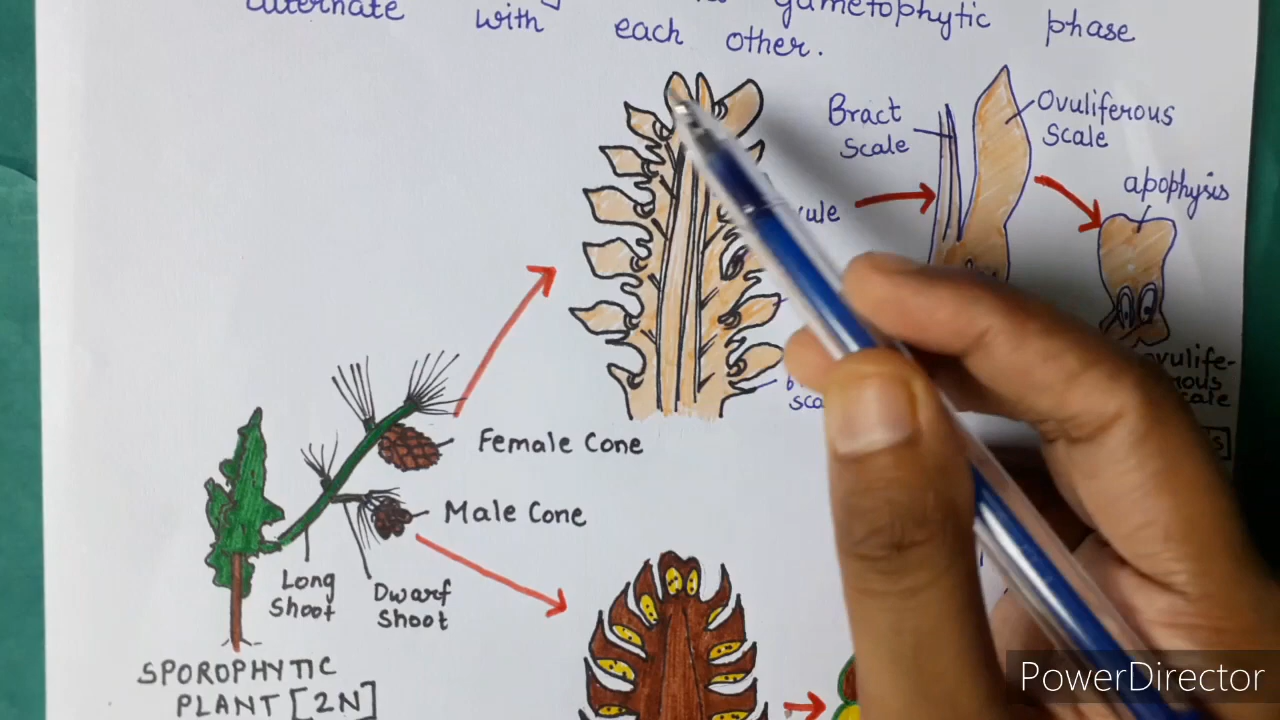 gametophytic phase
alternate with each other.
Bract
Scale
Ovuliferous
Scale
apophysis
Female Cone
Male Cone
Long
Shoot
Dwarf
Shoot
SPOROPHYTIC
PLANT [2N]
PowerDirector